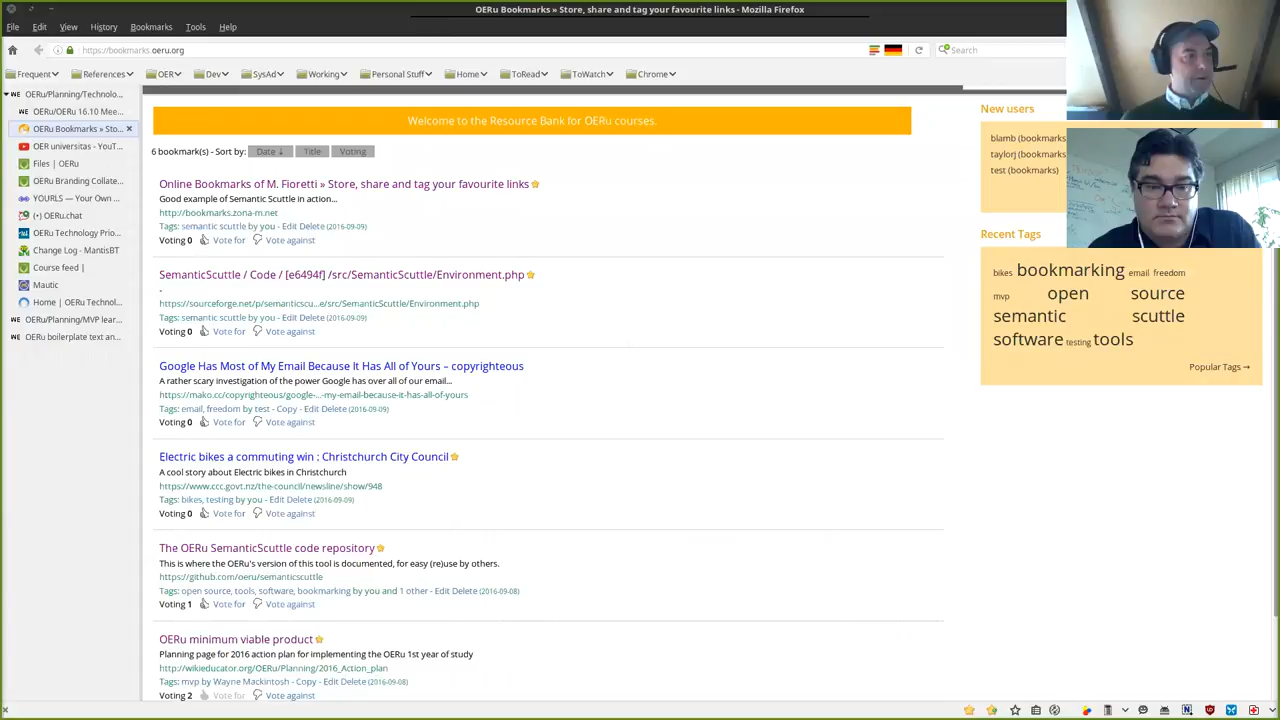 OERu Bookmarks » Store, share and tag your favourite links - Mozilla Firefox
File Edit View History Bookmarks Tools Help
https://bookmarks.oeru.org
Search
Frequent References OER Dev SysAd Working Personal Stuff Home ToRead ToWatch Chrome
WE OERu/Planning/Technolo...
WE OERu/OERu 16.10 Mee...
OERu Bookmarks » Sto...
OER universitas - YouT...
Files | OERu
OERu Branding Collate...
YOURLS — Your Own ...
(•) OERu.chat
OERu Technology Prio...
Change Log - MantisBT
Course feed |
Mautic
Home | OERu Technol...
WE OERu/Planning/MVP lear...
WE OERu boilerplate text an...
Welcome to the Resource Bank for OERu courses.
6 bookmark(s) - Sort by: Date ↓ Title Voting
Online Bookmarks of M. Fioretti » Store, share and tag your favourite links
Good example of Semantic Scuttle in action...
http://bookmarks.zona-m.net
Tags: semantic scuttle by you - Edit Delete (2016-09-09)
Voting 0 Vote for Vote against
SemanticScuttle / Code / [e6494f] /src/SemanticScuttle/Environment.php
-
https://sourceforge.net/p/semanticscu...e/src/SemanticScuttle/Environment.php
Tags: semantic scuttle by you - Edit Delete (2016-09-09)
Voting 0 Vote for Vote against
Google Has Most of My Email Because It Has All of Yours – copyrighteous
A rather scary investigation of the power Google has over all of our email...
https://mako.cc/copyrighteous/google-...-my-email-because-it-has-all-of-yours
Tags: email, freedom by test - Copy - Edit Delete (2016-09-09)
Voting 0 Vote for Vote against
Electric bikes a commuting win : Christchurch City Council
A cool story about Electric bikes in Christchurch
https://www.ccc.govt.nz/the-council/newsline/show/948
Tags: bikes, testing by you - Edit Delete (2016-09-09)
Voting 0 Vote for Vote against
The OERu SemanticScuttle code repository
This is where the OERu's version of this tool is documented, for easy (re)use by others.
https://github.com/oeru/semanticscuttle
Tags: open source, tools, software, bookmarking by you and 1 other - Edit Delete (2016-09-08)
Voting 1 Vote for Vote against
OERu minimum viable product
Planning page for 2016 action plan for implementing the OERu 1st year of study
http://wikieducator.org/OERu/Planning/2016_Action_plan
Tags: mvp by Wayne Mackintosh - Copy - Edit Delete (2016-09-08)
Voting 2 Vote for Vote against
New users
blamb (bookmarks
taylorj (bookmarks
test (bookmarks)
Recent Tags
bikes bookmarking email freedom
mvp open source
semantic scuttle
software testing tools
Popular Tags →